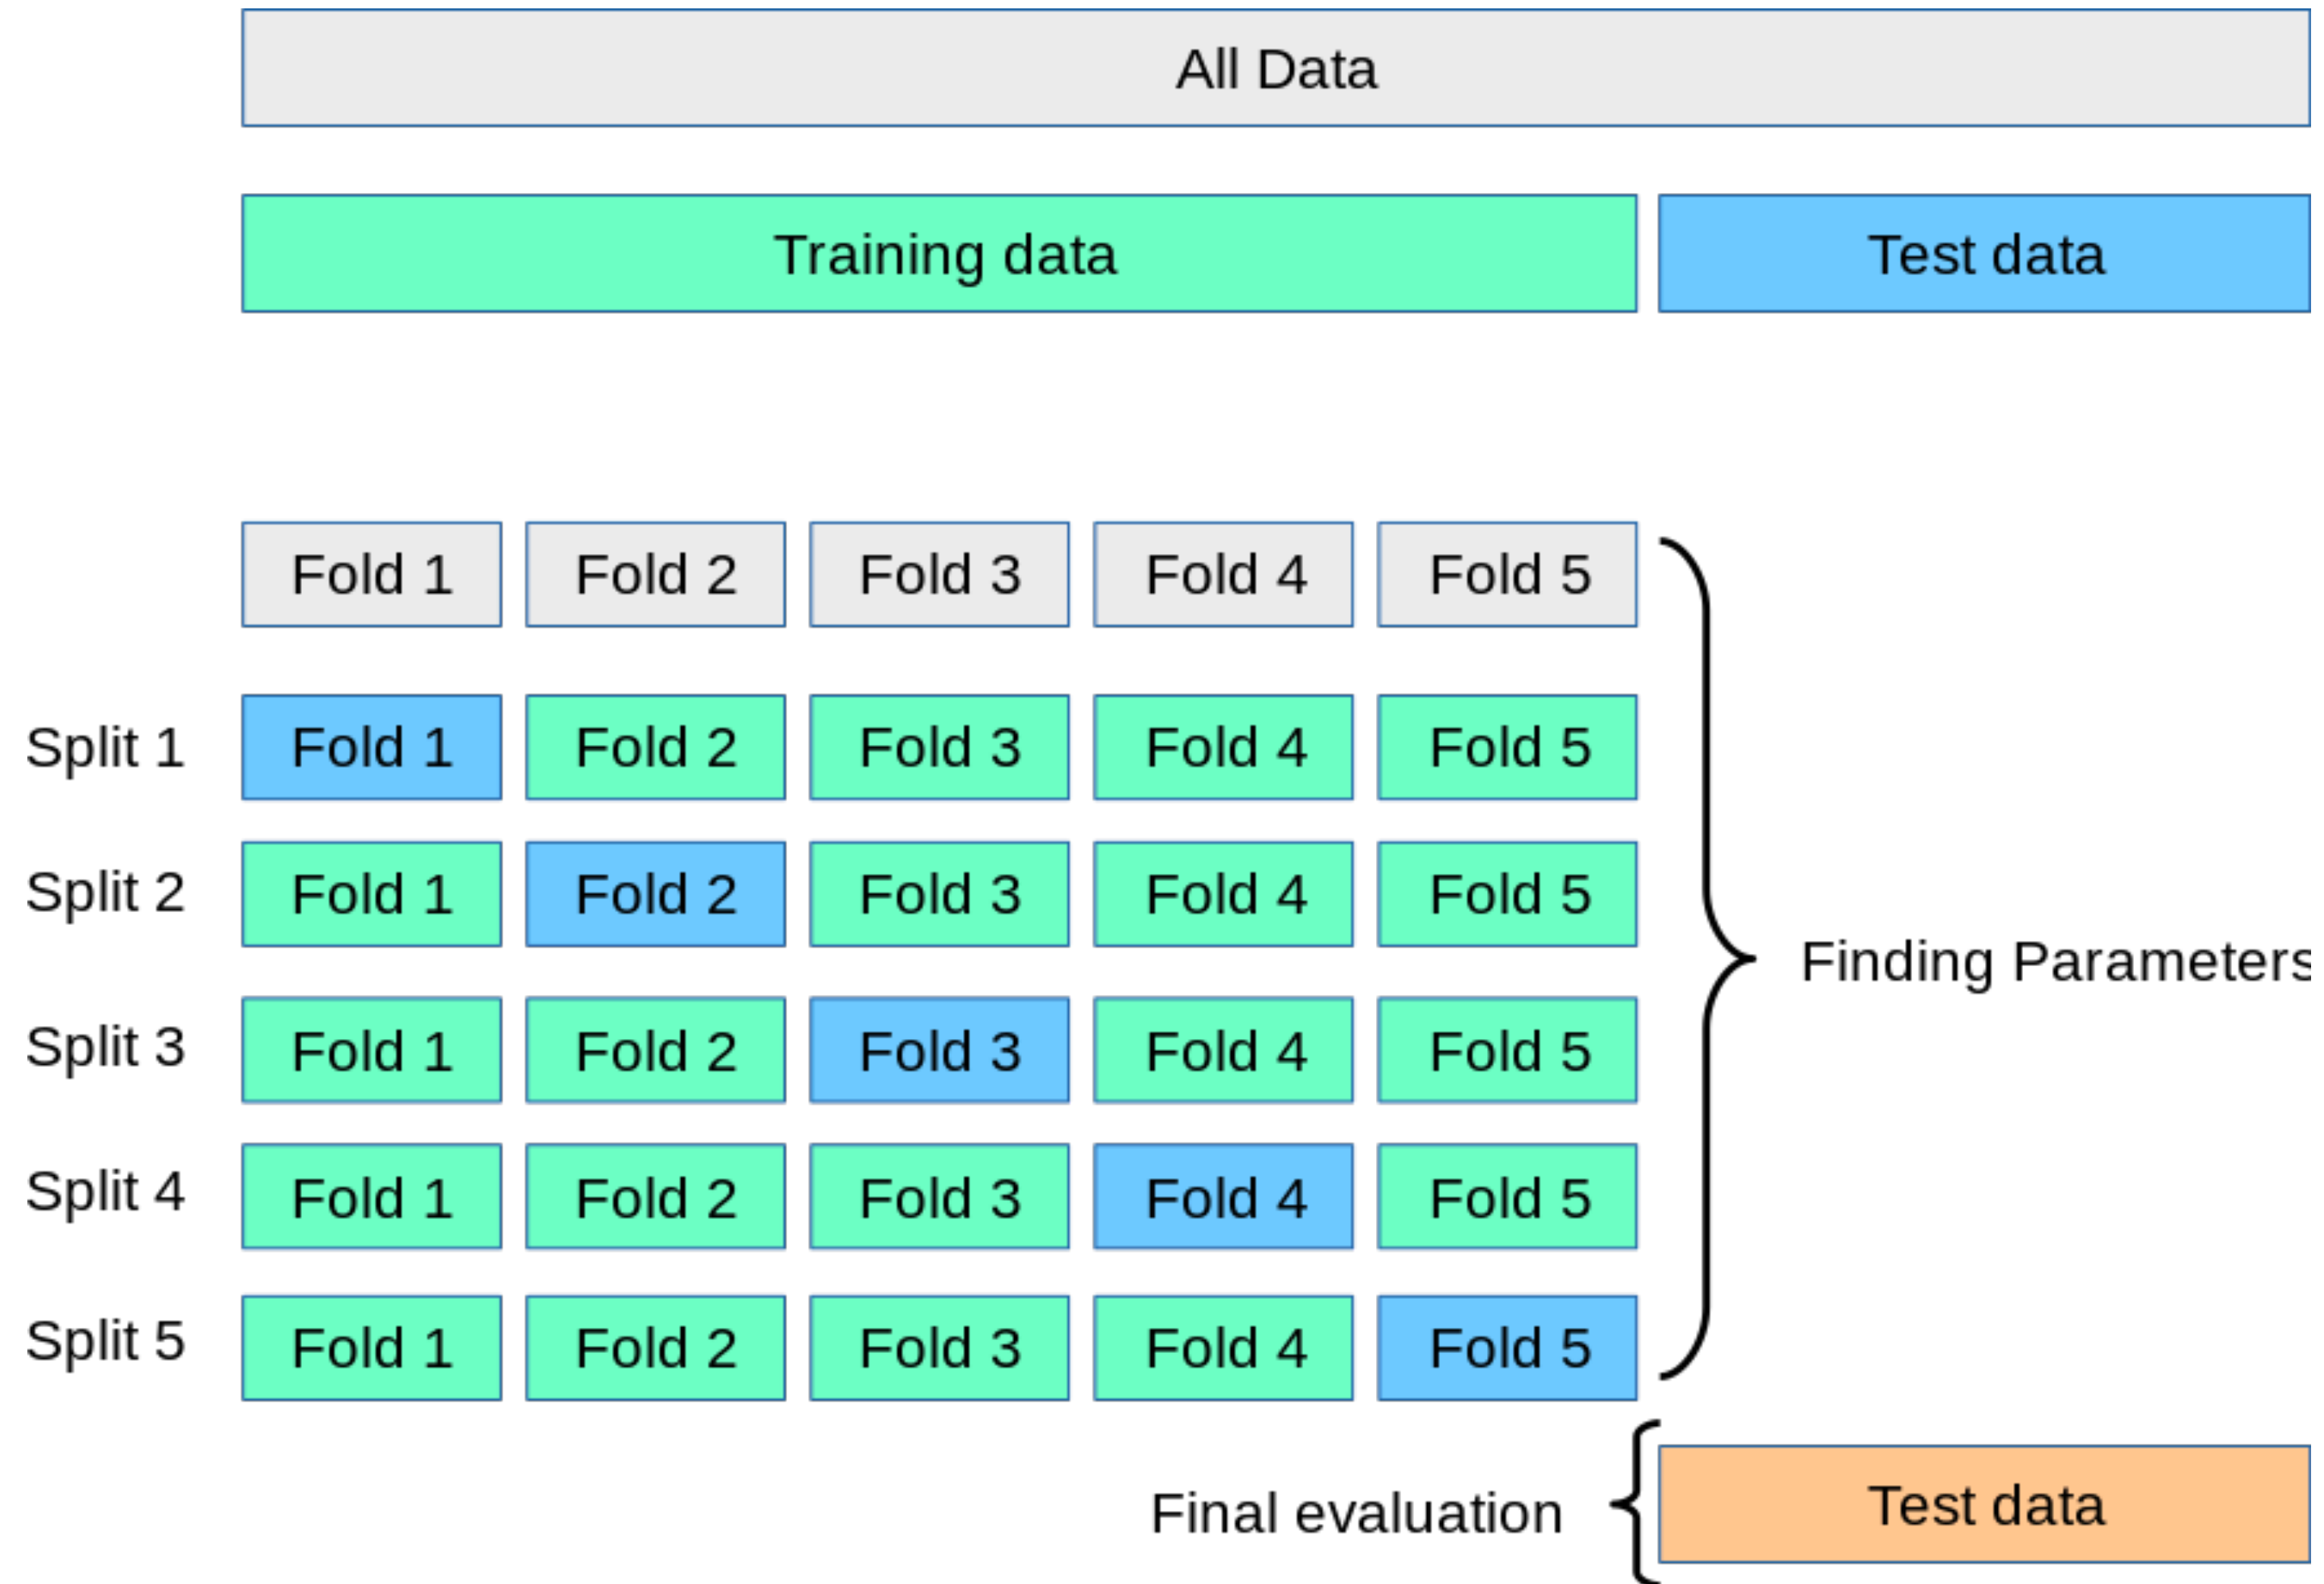 All Data
Training data Test data
Fold 1 Fold 2 Fold 3 Fold 4 Fold 5
Split 1 Fold 1 Fold 2 Fold 3 Fold 4 Fold 5
Split 2 Fold 1 Fold 2 Fold 3 Fold 4 Fold 5
Finding Parameters
Split 3 Fold 1 Fold 2 Fold 3 Fold 4 Fold 5
Split 4 Fold 1 Fold 2 Fold 3 Fold 4 Fold 5
Split 5 Fold 1 Fold 2 Fold 3 Fold 4 Fold 5
Final evaluation Test data